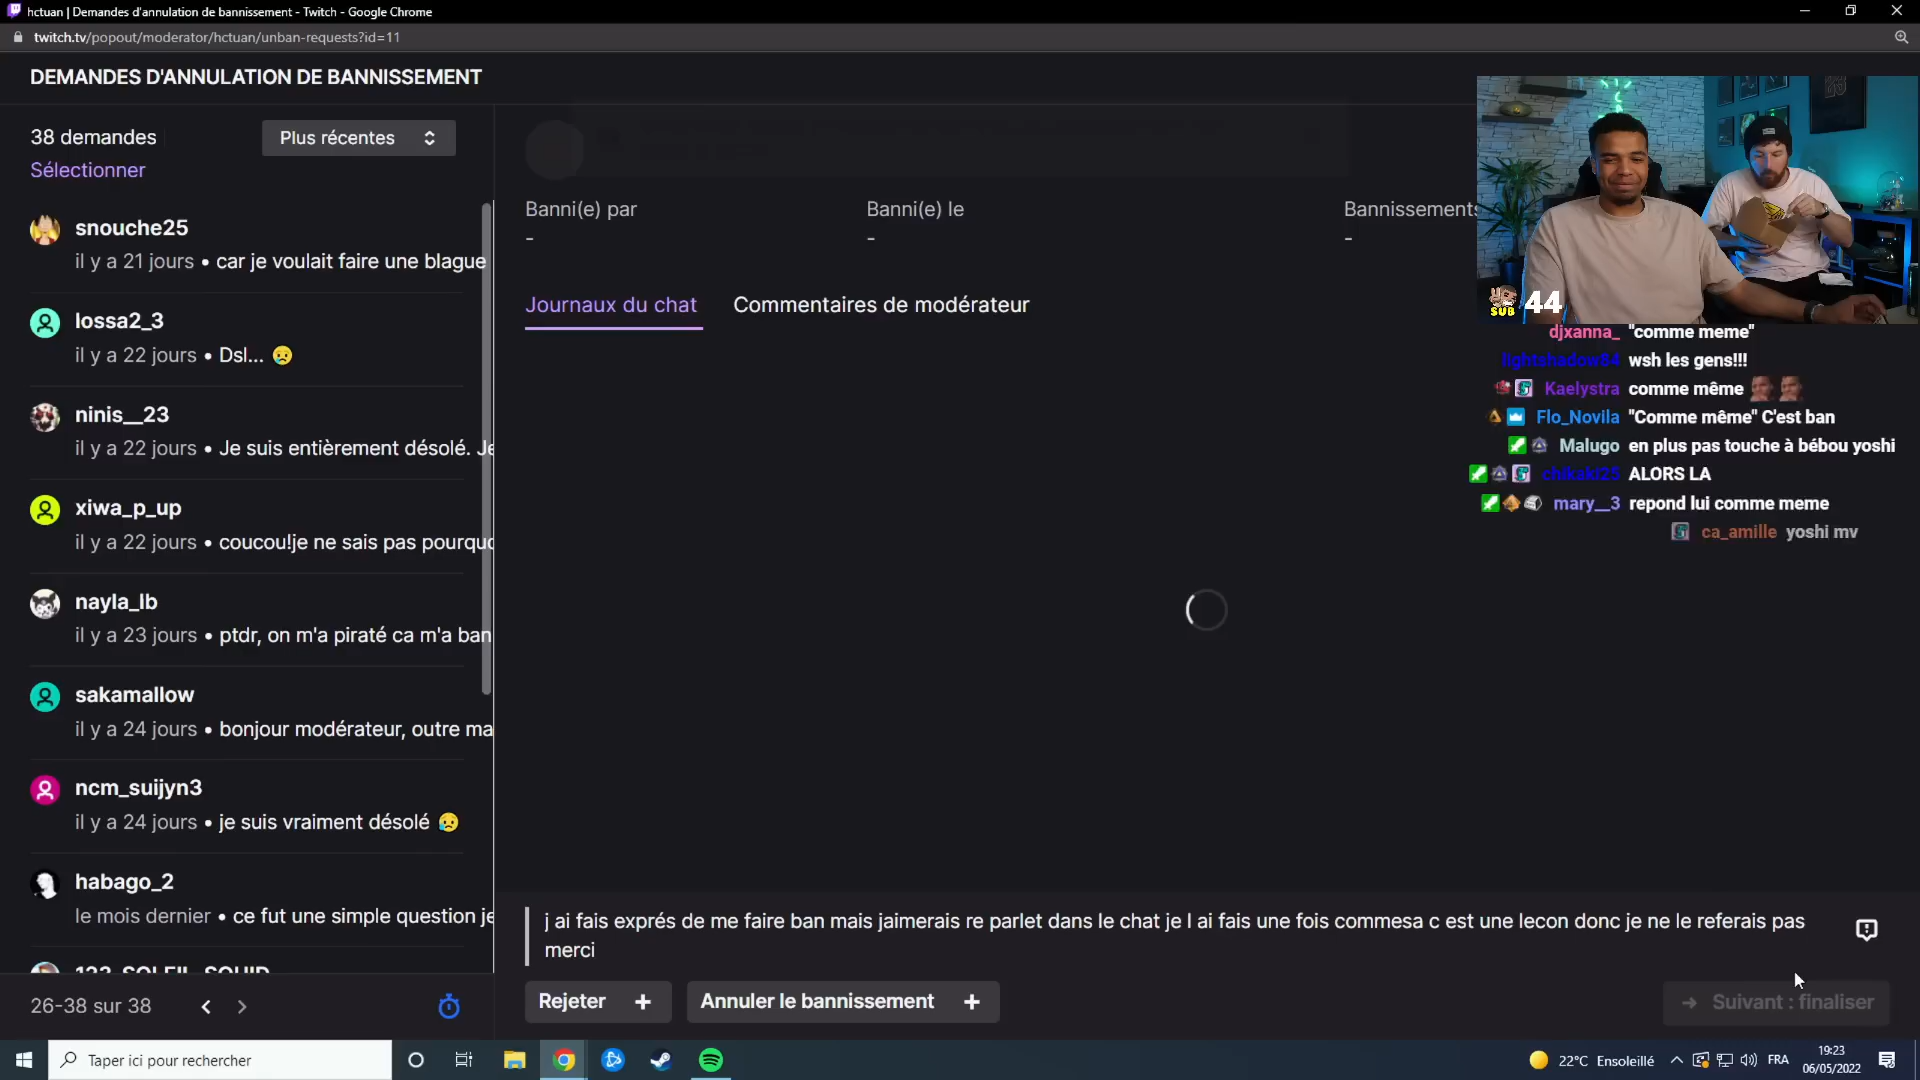 hctuan | Demandes d'annulation de bannissement - Twitch - Google Chrome
twitch.tv/popout/moderator/hctuan/unban-requests?id=11
DEMANDES D'ANNULATION DE BANNISSEMENT
38 demandes
Plus récentes
Sélectionner
snouche25
il y a 21 jours • car je voulait faire une blague
lossa2_3
il y a 22 jours • Dsl... 😥
ninis__23
il y a 22 jours • Je suis entièrement désolé. Je
xiwa_p_up
il y a 22 jours • coucou!je ne sais pas pourquo
nayla_lb
il y a 23 jours • ptdr, on m'a piraté ca m'a ban
sakamallow
il y a 24 jours • bonjour modérateur, outre ma
ncm_suijyn3
il y a 24 jours • je suis vraiment désolé 😥
habago_2
le mois dernier • ce fut une simple question je
26-38 sur 38
Banni(e) par
-
Banni(e) le
-
Bannissements
-
Journaux du chat
Commentaires de modérateur
SUB 44
djxanna_ "comme meme"
lightshadow84 wsh les gens!!!
Kaelystra comme même
Flo_Novila "Comme même" C'est ban
Malugo en plus pas touche à bébou yoshi
chikaki25 ALORS LA
mary__3 repond lui comme meme
ca_amille yoshi mv
j ai fais exprés de me faire ban mais jaimerais re parlet dans le chat je l ai fais une fois commesa c est une lecon donc je ne le referais pas
merci
Rejeter +
Annuler le bannissement +
→ Suivant : finaliser
Taper ici pour rechercher
22°C Ensoleillé
FRA
19:23
06/05/2022